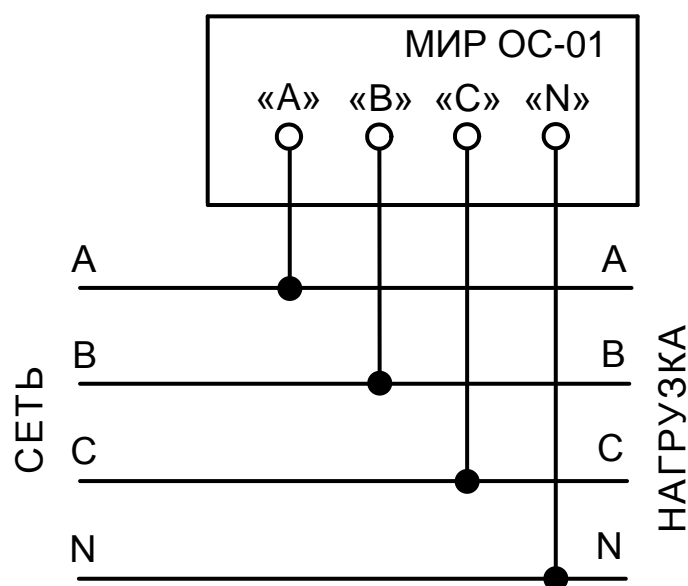 МИР ОС-01
«А» «В» «С» «N»
А А
В В
С С
N N
СЕТЬ
НАГРУЗКА